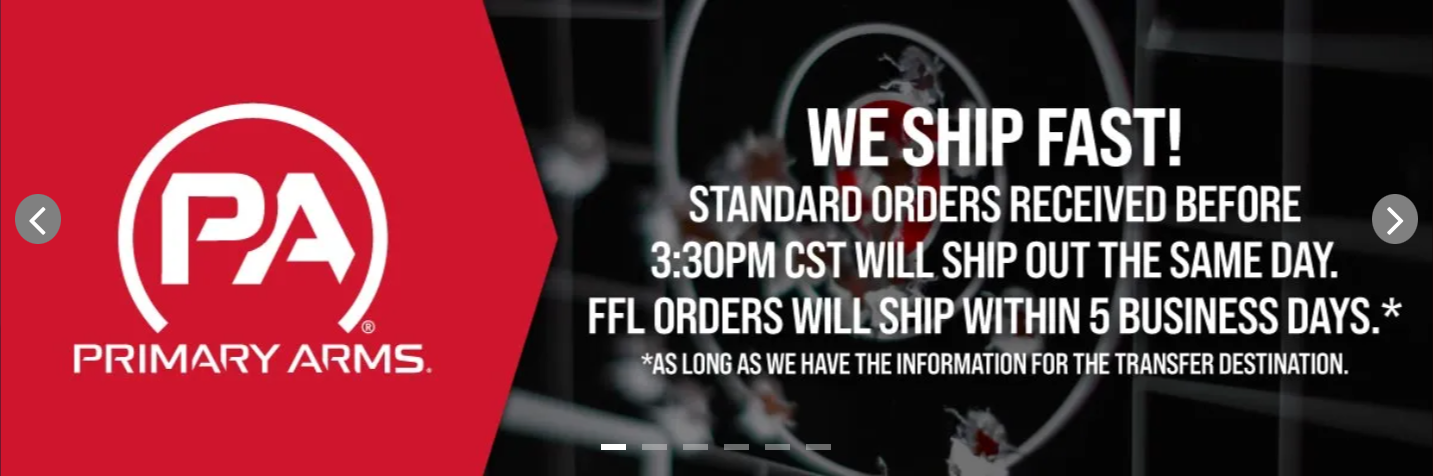 PA®
PRIMARY ARMS.
WE SHIP FAST!
STANDARD ORDERS RECEIVED BEFORE
3:30PM CST WILL SHIP OUT THE SAME DAY.
FFL ORDERS WILL SHIP WITHIN 5 BUSINESS DAYS.*
*AS LONG AS WE HAVE THE INFORMATION FOR THE TRANSFER DESTINATION.